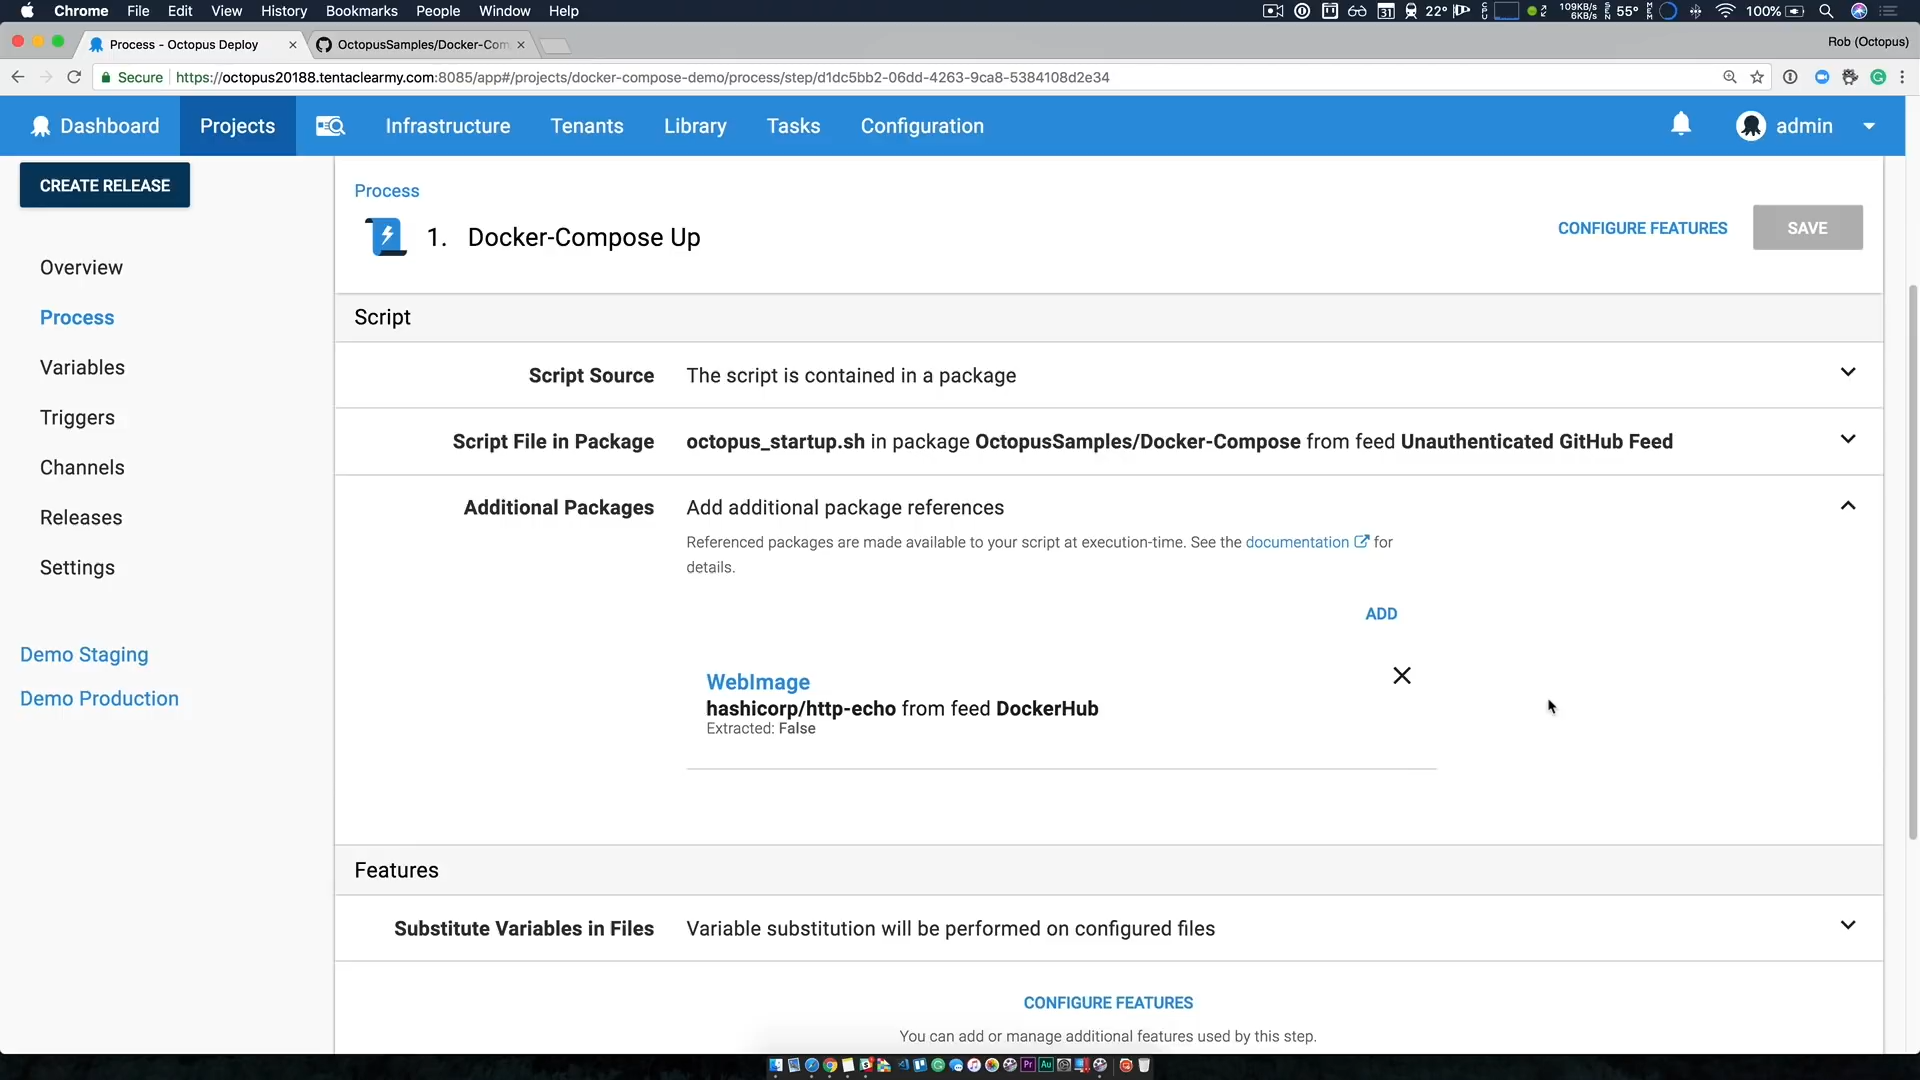 Chrome File Edit View History Bookmarks People Window Help
22° 109KB/s 6KB/s 55° 100%
Process - Octopus Deploy
OctopusSamples/Docker-Com
Rob (Octopus)
Secure https://octopus20188.tentaclearmy.com:8085/app#/projects/docker-compose-demo/process/step/d1dc5bb2-06dd-4263-9ca8-5384108d2e34
Dashboard Projects Infrastructure Tenants Library Tasks Configuration admin
CREATE RELEASE
Overview
Process
Variables
Triggers
Channels
Releases
Settings
Demo Staging
Demo Production
Process
1. Docker-Compose Up
CONFIGURE FEATURES SAVE
Script
Script Source The script is contained in a package
Script File in Package octopus_startup.sh in package OctopusSamples/Docker-Compose from feed Unauthenticated GitHub Feed
Additional Packages Add additional package references
Referenced packages are made available to your script at execution-time. See the documentation for
details.
ADD
WebImage
hashicorp/http-echo from feed DockerHub
Extracted: False
Features
Substitute Variables in Files Variable substitution will be performed on configured files
CONFIGURE FEATURES
You can add or manage additional features used by this step.